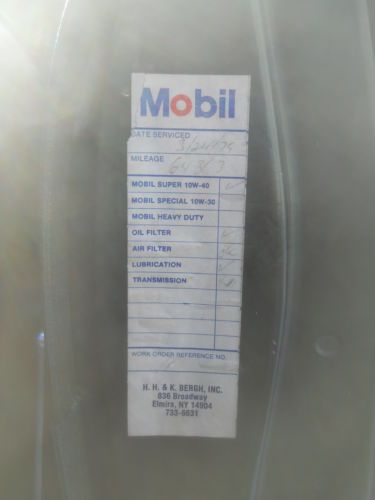 Mobil
DATE SERVICED
MILEAGE
MOBIL SUPER 10W-40 ✓
MOBIL SPECIAL 10W-30
MOBIL HEAVY DUTY
OIL FILTER ✓
AIR FILTER
LUBRICATION ✓
TRANSMISSION
WORK ORDER REFERENCE NO.
H. H. & K. BERGH, INC.
836 Broadway
Elmira, NY 14904
733-6631